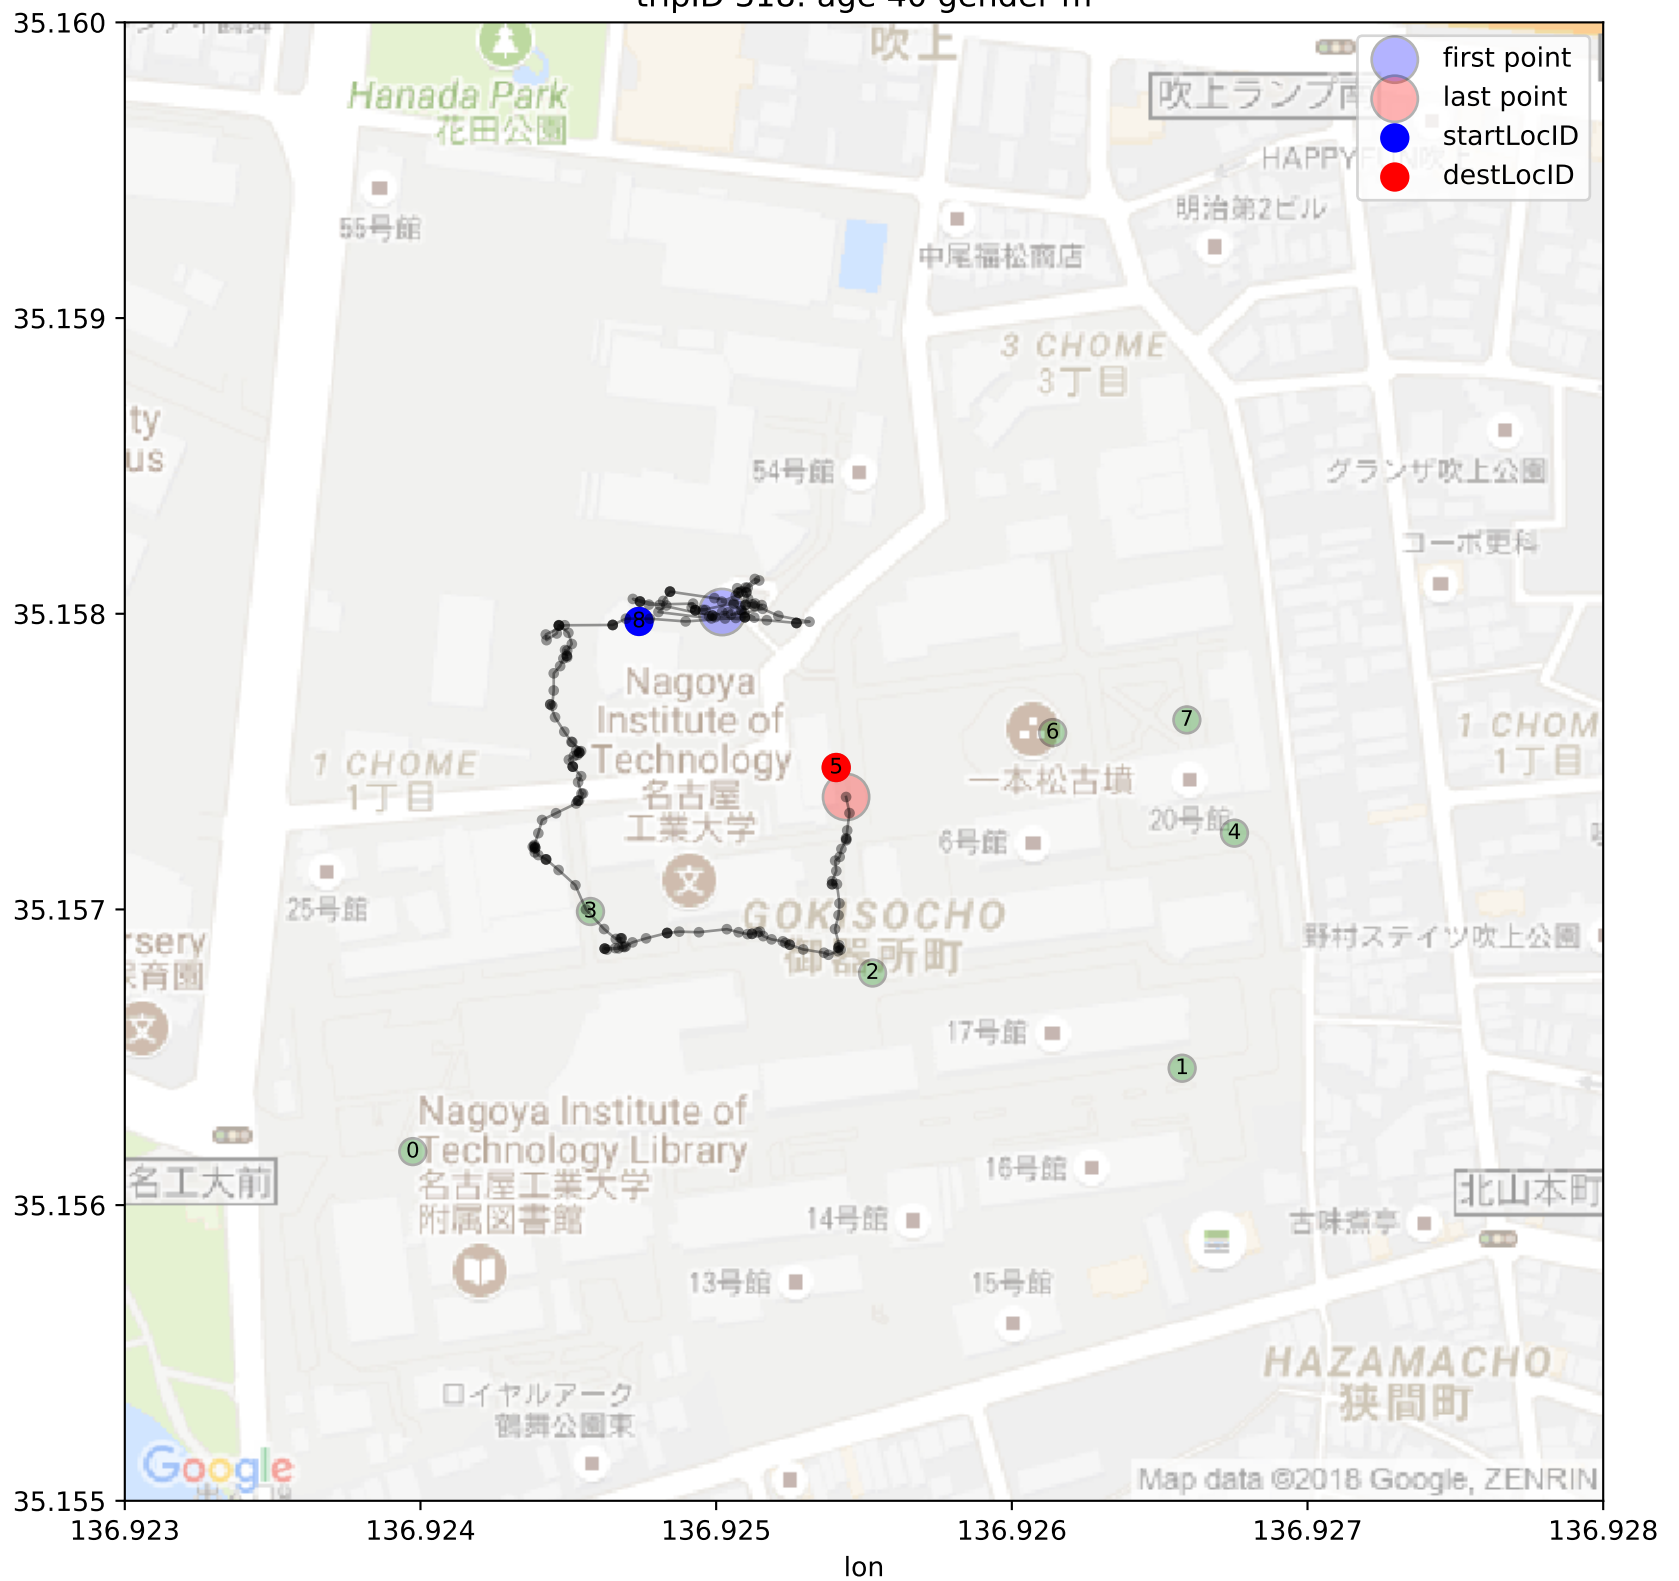 35.160
35.159
35.158
35.157
35.156
35.155
136.923
136.924
136.925
136.926
136.927
136.928
lon
first point
last point
startLocID
destLocID
吹上
Hanada Park
花田公園
吹上ランプ南
明治第2ビル
55号館
中尾福松商店
3 CHOME
3丁目
ty
us
54号館
グランザ吹上公園
コーポ更科
8
Nagoya
Institute of
Technology
名古屋
工業大学
1 CHOME
1丁目
5
6
7
一本松古墳
1 CHOM
1丁目
20号館
4
6号館
25号館
3
GOKISOCHO
御器所町
2
rsery
保育園
野村ステイツ吹上公園
17号館
1
0
Nagoya Institute of
Technology Library
名古屋工業大学
附属図書館
名工大前
16号館
北山本町
14号館
古味煮亭
13号館
15号館
HAZAMACHO
狭間町
ロイヤルアーク
鶴舞公園東
Google
Map data ©2018 Google, ZENRIN